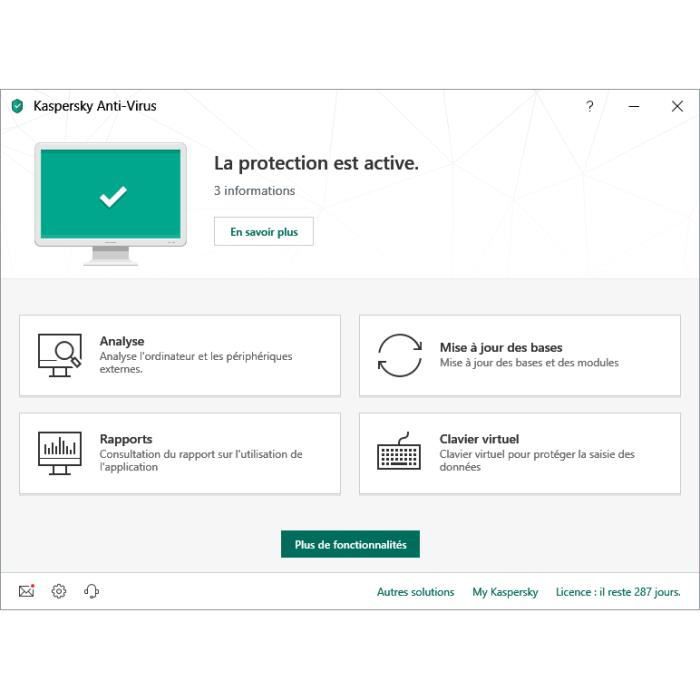 Kaspersky Anti-Virus
?
La protection est active.
3 informations
En savoir plus
Analyse
Analyse l'ordinateur et les périphériques
externes.
Mise à jour des bases
Mise à jour des bases et des modules
Rapports
Consultation du rapport sur l'utilisation de
l'application
Clavier virtuel
Clavier virtuel pour protéger la saisie des
données
Plus de fonctionnalités
Autres solutions My Kaspersky Licence : il reste 287 jours.